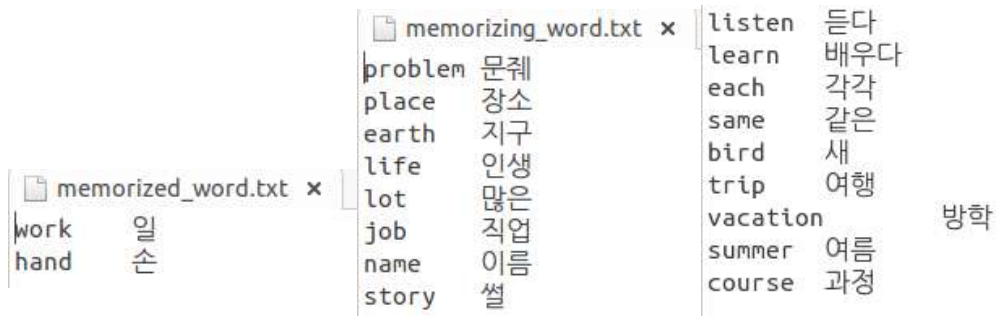 memorized_word.txt ×
work 일
hand 손
memorizing_word.txt ×
problem 문줴
place 장소
earth 지구
life 인생
lot 많은
job 직업
name 이름
story 썰
listen 듣다
learn 배우다
each 각각
same 같은
bird 새
trip 여행
vacation 방학
summer 여름
course 과정